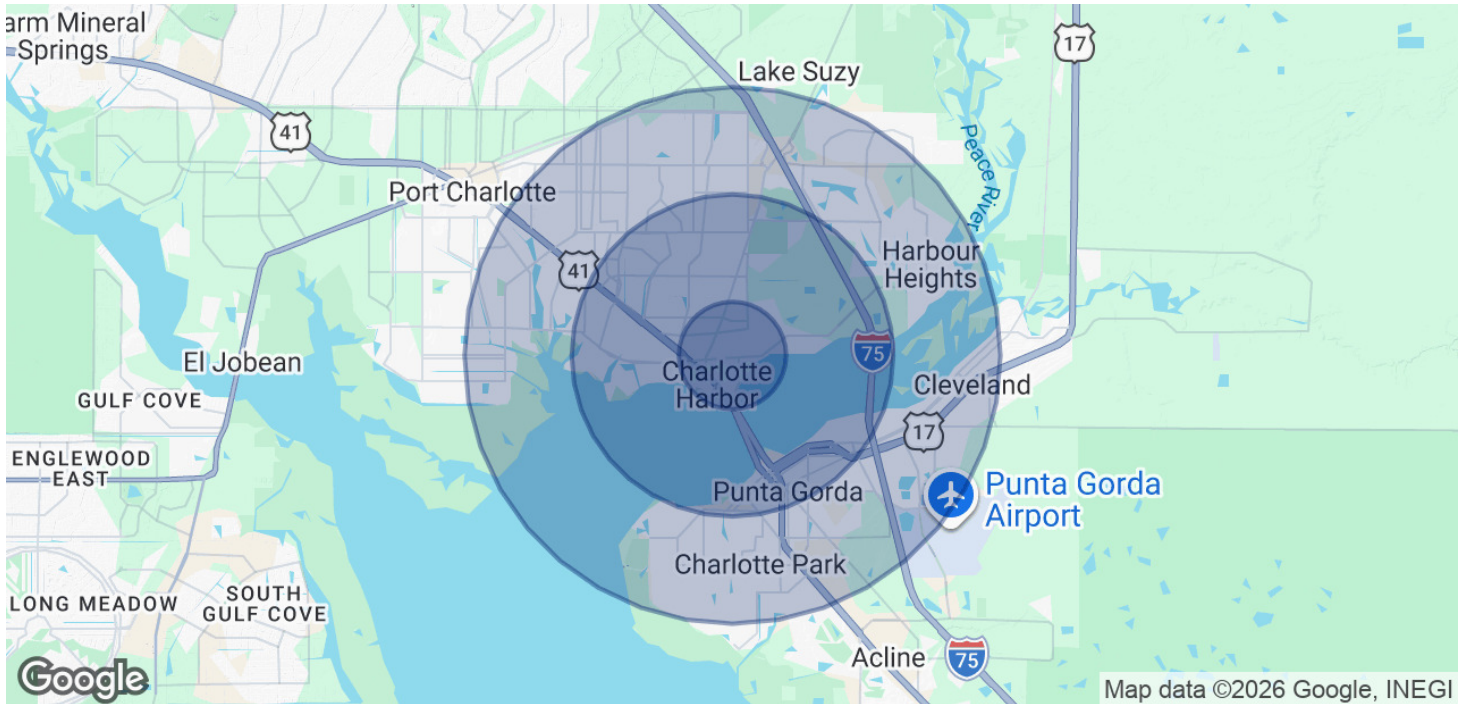 arm Mineral
Springs
17
Lake Suzy
41
Peace River
Port Charlotte
Harbour
Heights
41
El Jobean
75
Charlotte
Harbor
Cleveland
GULF COVE
17
ENGLEWOOD
EAST
Punta Gorda
Punta Gorda
Airport
Charlotte Park
LONG MEADOW
SOUTH
GULF COVE
Acline
75
Google
Map data ©2026 Google, INEGI